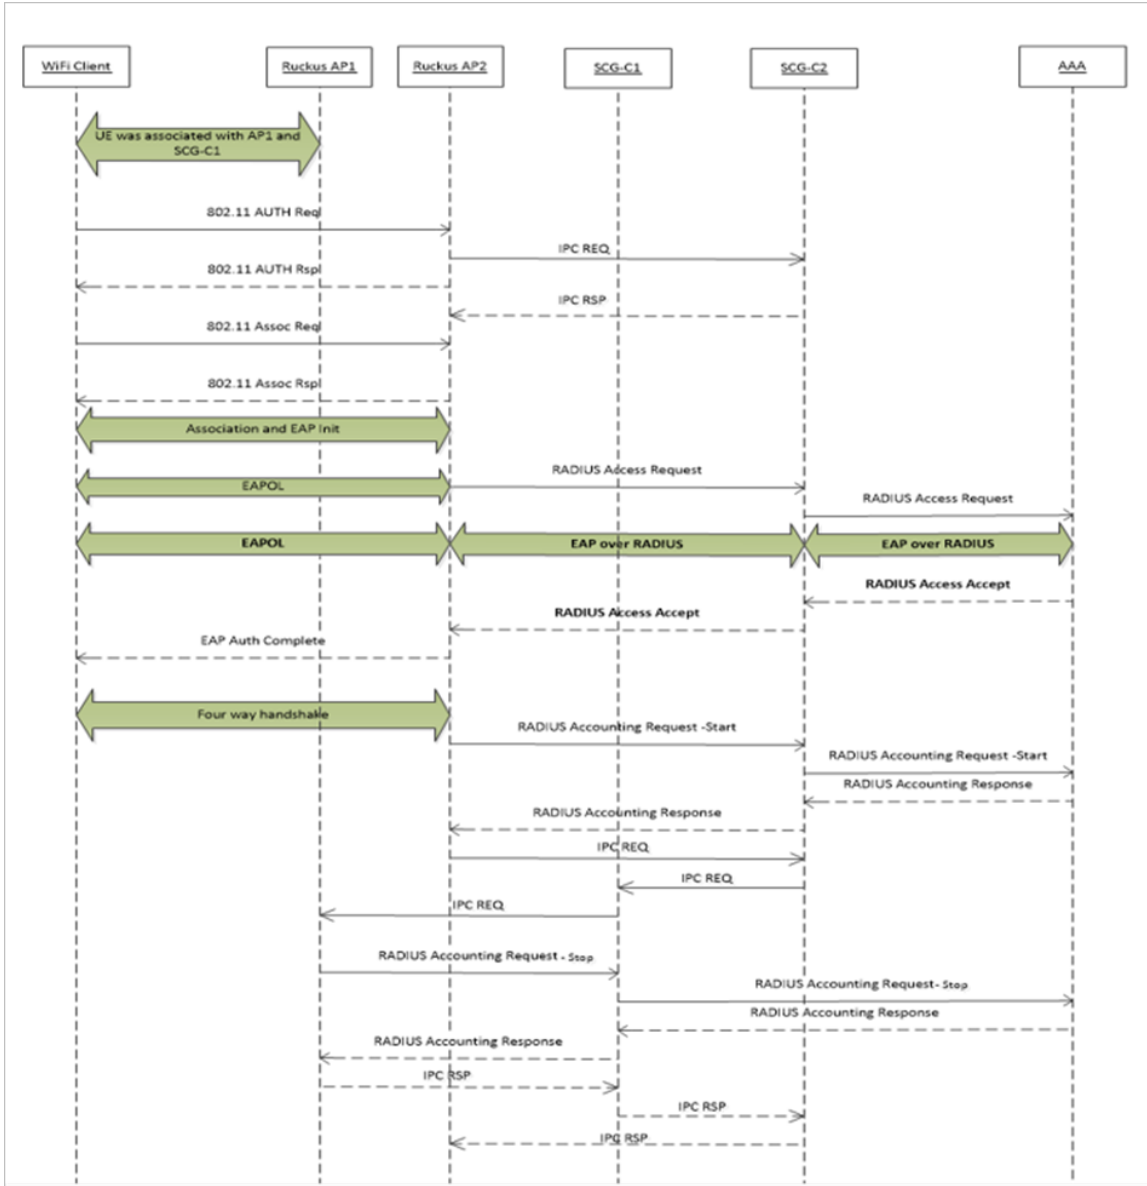 WiFi Client
Ruckus AP1
Ruckus AP2
SCG-C1
SCG-C2
AAA
UE was associated with AP1 and
SCG-C1
802.11 AUTH Req|
IPC REQ
802.11 AUTH Rsp|
IPC RSP
802.11 Assoc Req|
802.11 Assoc Rsp|
Association and EAP Init
RADIUS Access Request
EAPOL
RADIUS Access Request
EAPOL
EAP over RADIUS
EAP over RADIUS
RADIUS Access Accept
RADIUS Access Accept
EAP Auth Complete
Four way handshake
RADIUS Accounting Request -Start
RADIUS Accounting Request -Start
RADIUS Accounting Response
RADIUS Accounting Response
IPC REQ
IPC REQ
IPC REQ
RADIUS Accounting Request - Stop
RADIUS Accounting Request- Stop
RADIUS Accounting Response
RADIUS Accounting Response
IPC RSP
IPC RSP
IPC RSP